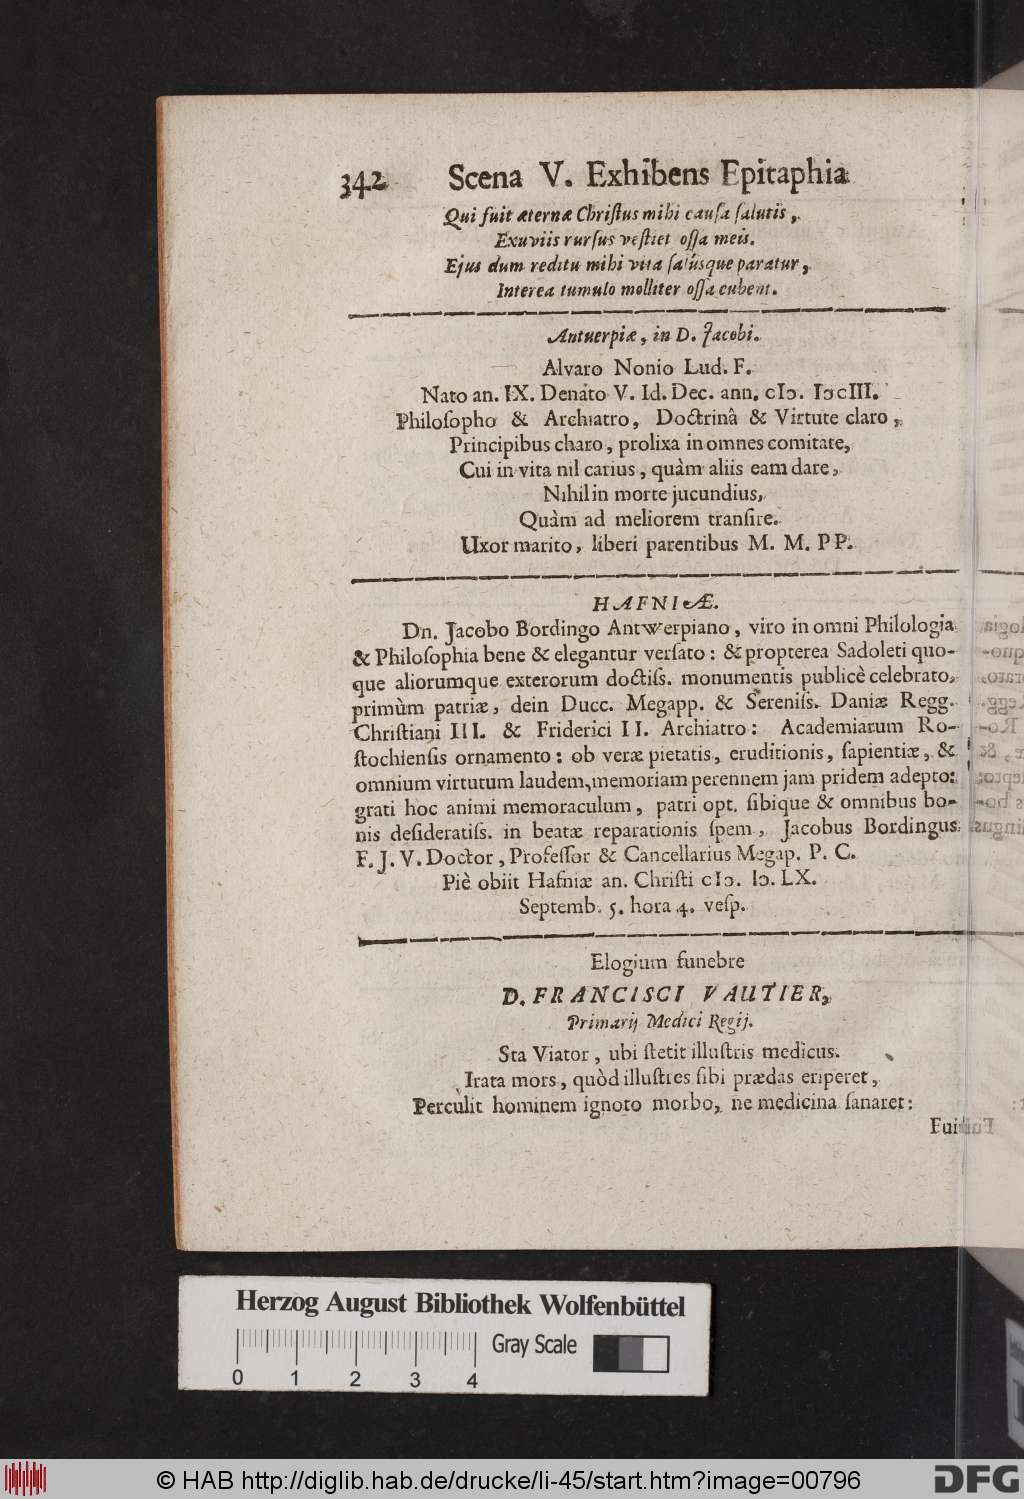 342 Scena V. Exhibens Epitaphia
Qui fuit æternæ Chriſtus mihi cauſa ſalutis,
Exuviis rurſus veſtiet oſſa meis.
Ejus dum reditu mihi vita ſalúsque paratur,
Interea tumulo molliter oſſa cubent.
Antuerpiæ, in D. Jacobi.
Alvaro Nonio Lud. F.
Nato an. IX. Denato V. Id. Dec. ann. cIɔ. IɔcIII.
Philoſopho & Archiatro, Doctrinâ & Virtute claro,
Principibus charo, prolixa in omnes comitate,
Cui in vita nil carius, quàm aliis eam dare,
Nihil in morte jucundius,
Quàm ad meliorem tranſire.
Uxor marito, liberi parentibus M. M. P P.
HAFNIÆ.
Dn. Jacobo Bordingo Antwerpiano, viro in omni Philologia
& Philoſophia bene & elegantur verſato: & propterea Sadoleti quo-
que aliorumque exterorum doctiſs. monumentis publicè celebrato,
primùm patriæ, dein Ducc. Megapp. & Sereniſs. Daniæ Regg.
Chriſtiani III. & Friderici II. Archiatro: Academiarum Ro-
ſtochienſis ornamento: ob veræ pietatis, eruditionis, ſapientiæ, &
omnium virtutum laudem, memoriam perennem jam pridem adepto:
grati hoc animi memoraculum, patri opt. ſibique & omnibus bo-
nis deſideratiſs. in beatæ reparationis ſpem, Jacobus Bordingus
F. J. V. Doctor, Profeſſor & Cancellarius Megap. P. C.
Piè obiit Hafniæ an. Chriſti cIɔ. Iɔ. LX.
Septemb. 5. hora 4. veſp.
Elogium funebre
D. FRANCISCI VAUTIER,
Primarij Medici Regij.
Sta Viator, ubi ſtetit illuſtris medicus.
Irata mors, quòd illuſtres ſibi prædas eriperet,
Perculit hominem ignoto morbo, ne medicina ſanaret:
Fuit
Herzog August Bibliothek Wolfenbüttel
Gray Scale
0 1 2 3 4
© HAB http://diglib.hab.de/drucke/li-45/start.htm?image=00796
DFG